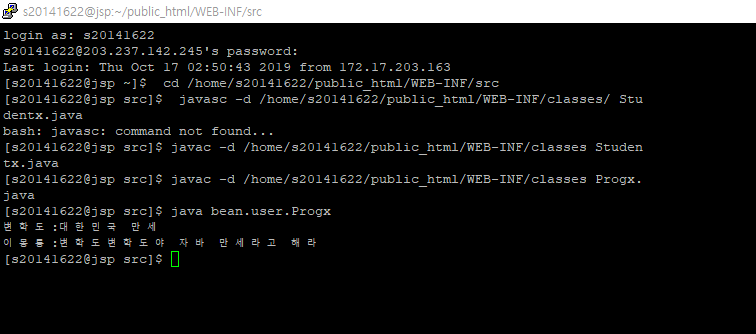 s20141622@jsp:~/public_html/WEB-INF/src
login as: s20141622
s20141622@203.237.142.245's password:
Last login: Thu Oct 17 02:50:43 2019 from 172.17.203.163
[s20141622@jsp ~]$  cd /home/s20141622/public_html/WEB-INF/src
[s20141622@jsp src]$  javasc -d /home/s20141622/public_html/WEB-INF/classes/ Stu
dentx.java
bash: javasc: command not found...
[s20141622@jsp src]$ javac -d /home/s20141622/public_html/WEB-INF/classes Studen
tx.java
[s20141622@jsp src]$ javac -d /home/s20141622/public_html/WEB-INF/classes Progx.
java
[s20141622@jsp src]$ java bean.user.Progx
변학도:대한민국 만세
이몽룡:변학도변학도야 자바 만세라고 해라
[s20141622@jsp src]$